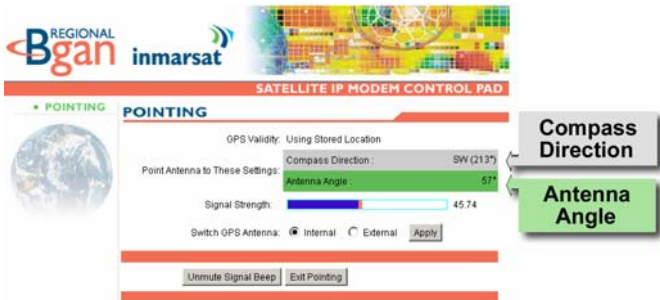 REGIONAL
Bgan inmarsat
SATELLITE IP MODEM CONTROL PAD
• POINTING
POINTING
GPS Validity: Using Stored Location
Point Antenna to These Settings:
Compass Direction : SW (213°)
Antenna Angle : 57°
Signal Strength: 45.74
Switch GPS Antenna: Internal External Apply
Unmute Signal Beep Exit Pointing
Compass
Direction
Antenna
Angle